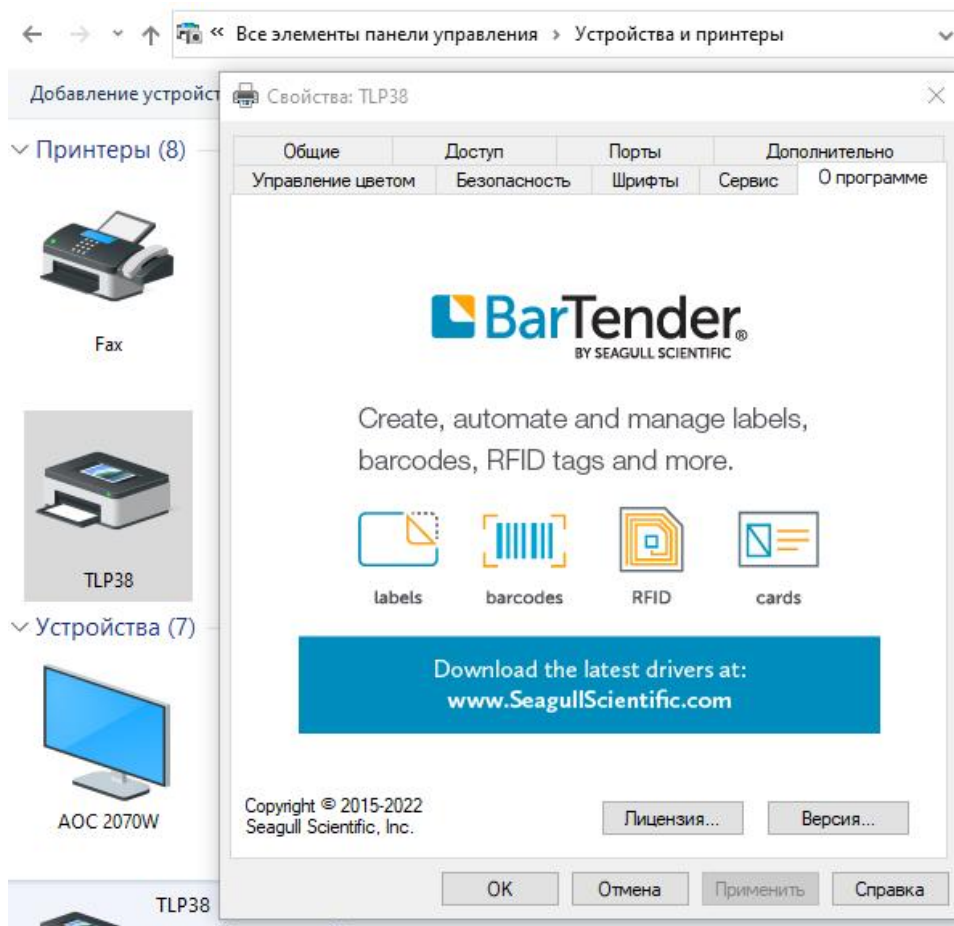 « Все элементы панели управления › Устройства и принтеры
Добавление устройст
Свойства: TLP38
Принтеры (8)
Общие Доступ Порты Дополнительно
Управление цветом Безопасность Шрифты Сервис О программе
Fax
BarTender®
BY SEAGULL SCIENTIFIC
Create, automate and manage labels,
barcodes, RFID tags and more.
labels barcodes RFID cards
TLP38
Устройства (7)
Download the latest drivers at:
www.SeagullScientific.com
AOC 2070W
Copyright © 2015-2022
Seagull Scientific, Inc.
Лицензия... Версия...
OK Отмена Применить Справка
TLP38